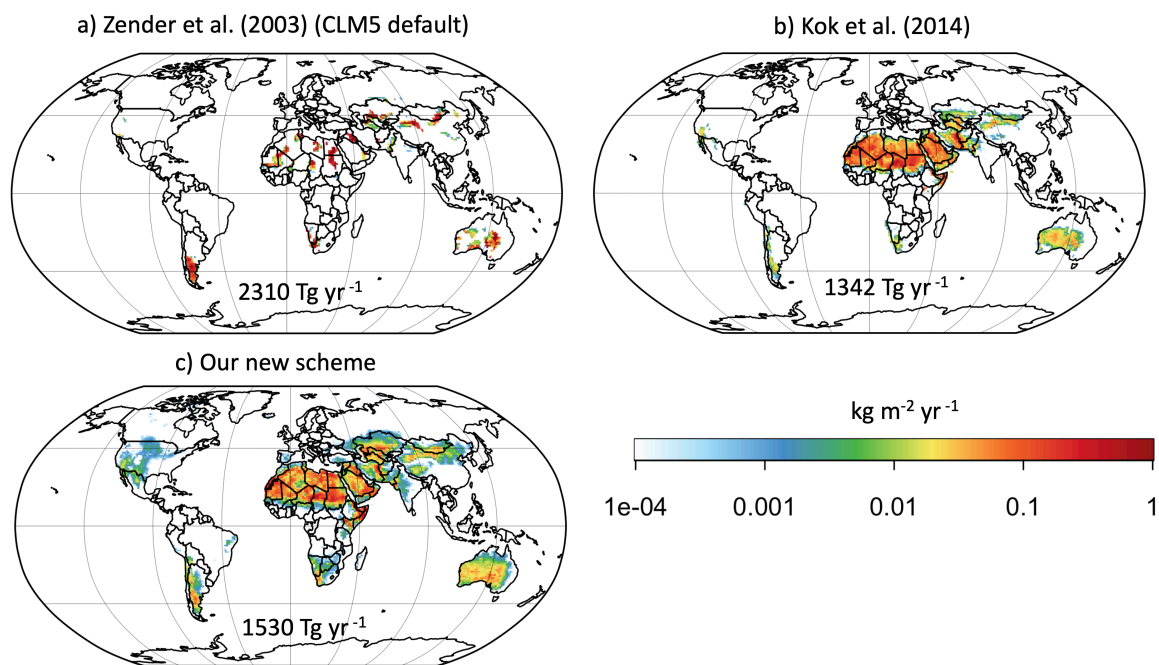 a) Zender et al. (2003) (CLM5 default)
b) Kok et al. (2014)
2310 Tg yr -1
1342 Tg yr -1
c) Our new scheme
kg m-2 yr -1
1e-04 0.001 0.01 0.1 1
1530 Tg yr -1